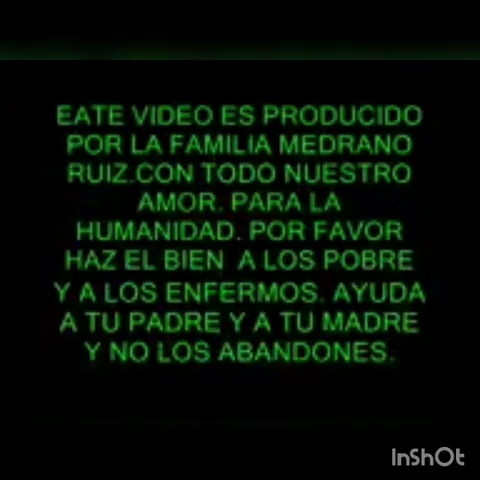 EATE VIDEO ES PRODUCIDO
POR LA FAMILIA MEDRANO
RUIZ.CON TODO NUESTRO
AMOR. PARA LA
HUMANIDAD. POR FAVOR
HAZ EL BIEN A LOS POBRE
Y A LOS ENFERMOS. AYUDA
A TU PADRE Y A TU MADRE
Y NO LOS ABANDONES.
InShOt